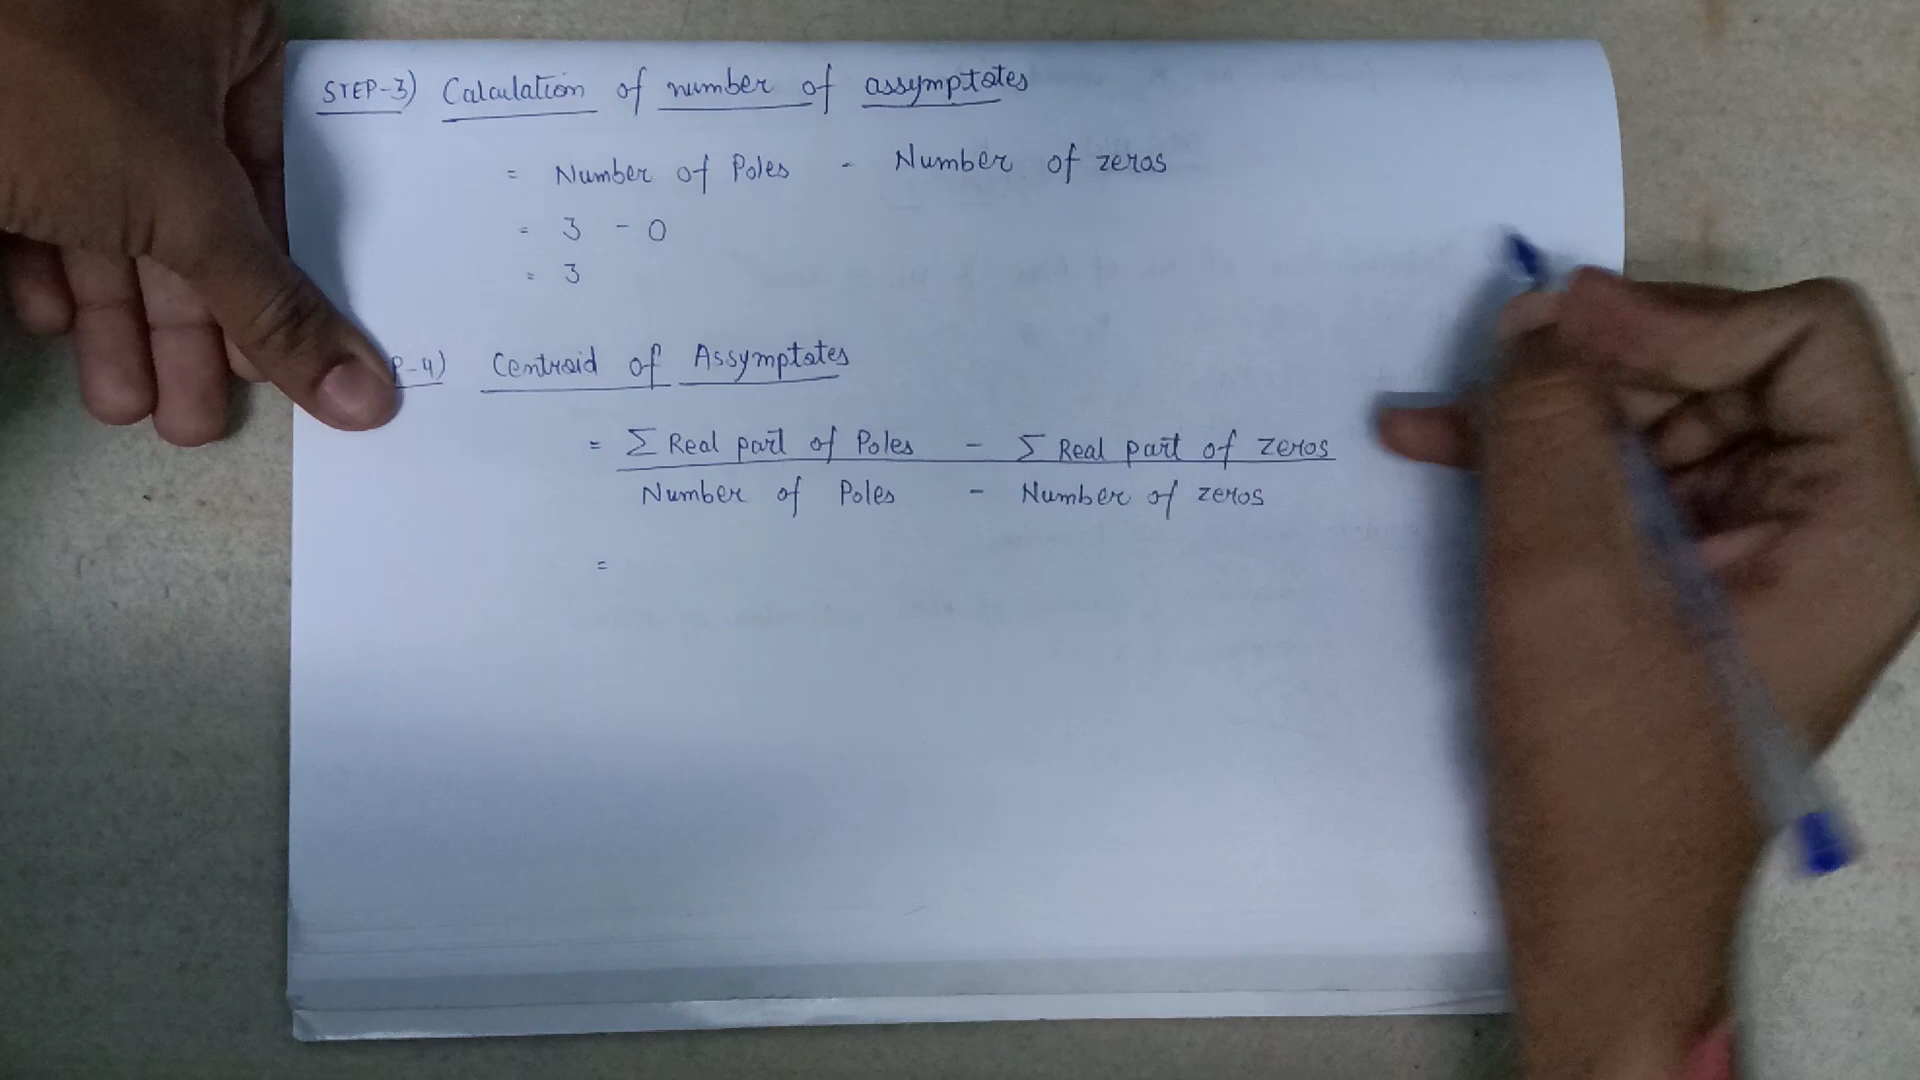 STEP-3) Calculation of number of assymptotes
= Number of Poles - Number of zeros
= 3 - 0
= 3
P-4) Centroid of Assymptotes
= Σ Real part of Poles - Σ Real part of zeros
Number of Poles - Number of zeros
=